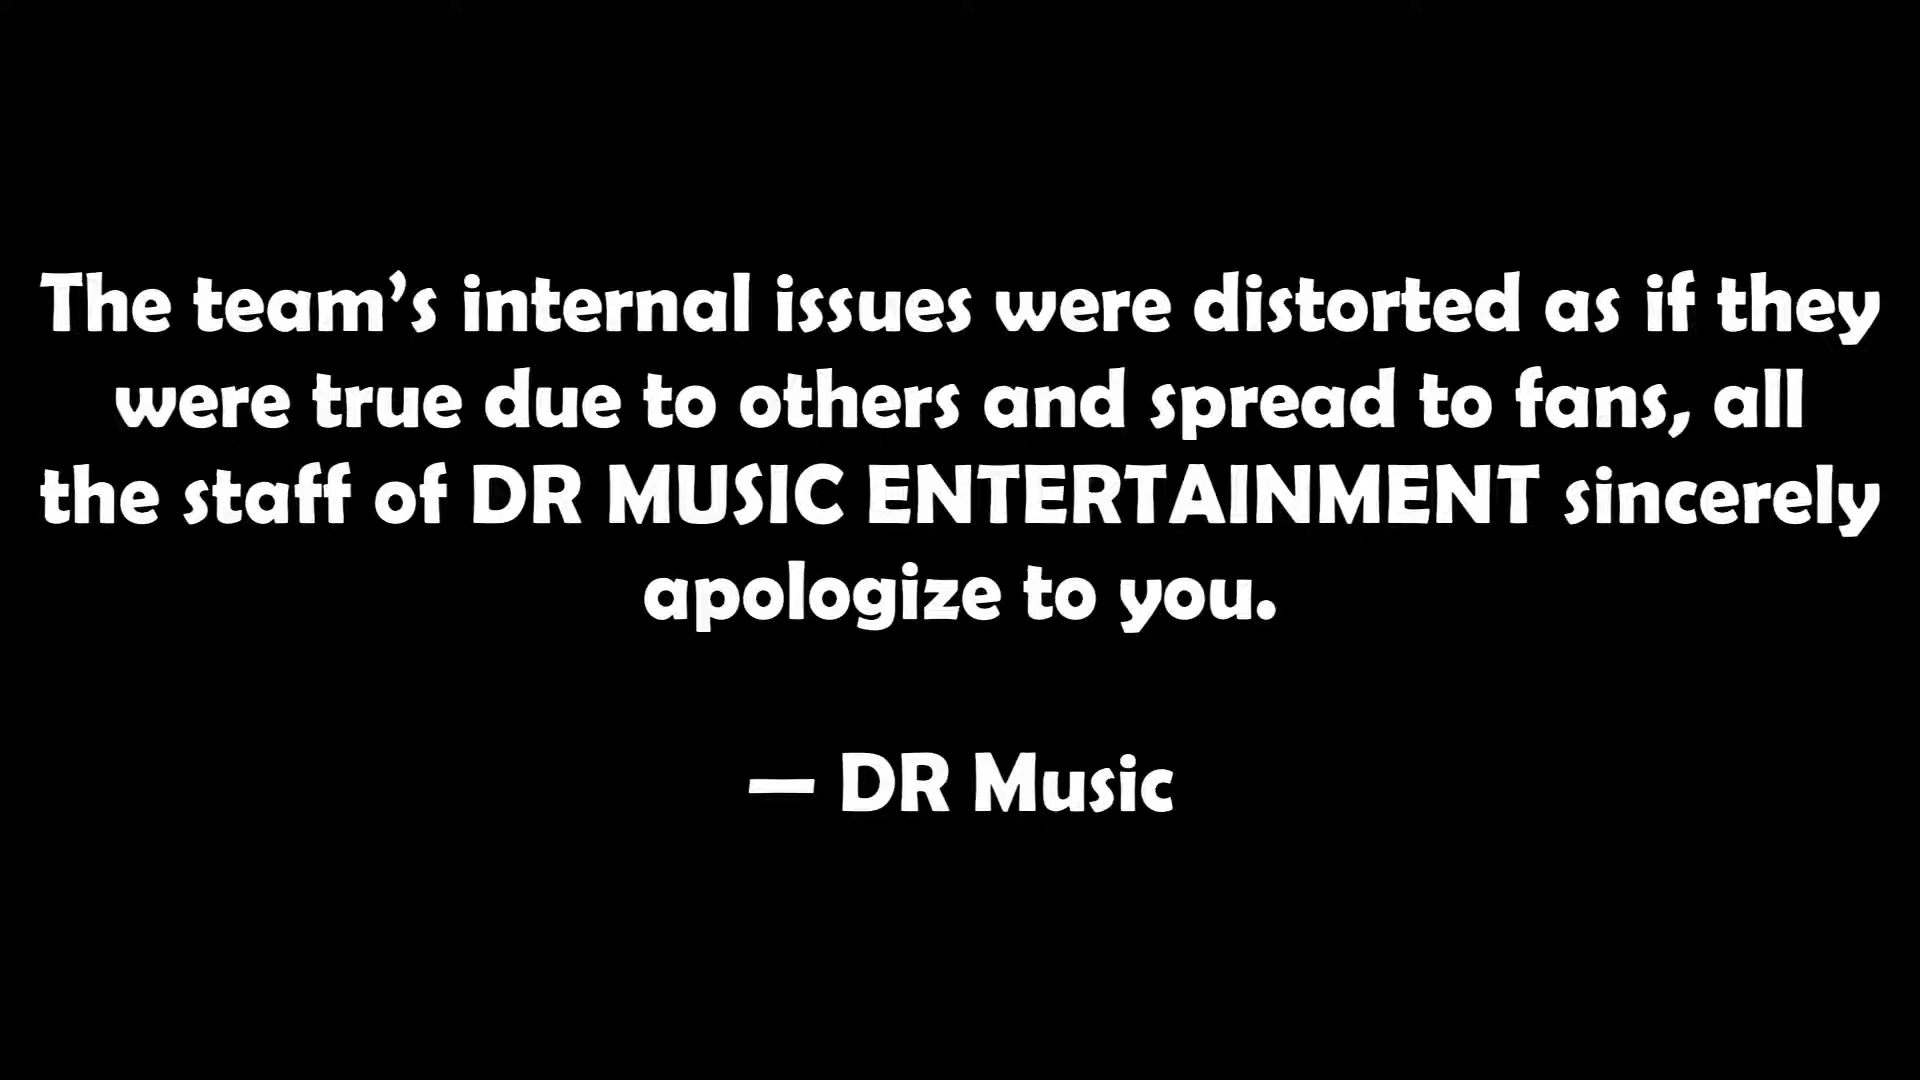 The team’s internal issues were distorted as if they
were true due to others and spread to fans, all
the staff of DR MUSIC ENTERTAINMENT sincerely
apologize to you.
— DR Music